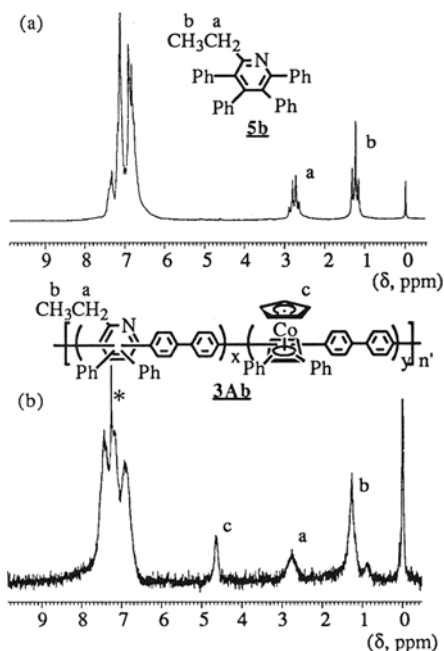 (a)
b a
CH3CH2 N
Ph Ph
Ph Ph
5b
a
b
9 8 7 6 5 4 3 2 1 0
(δ, ppm)
b a
CH3CH2 N
Ph Ph
x
c
Co
Ph Ph
y n'
3Ab
(b)
*
c
a
b
9 8 7 6 5 4 3 2 1 0
(δ, ppm)